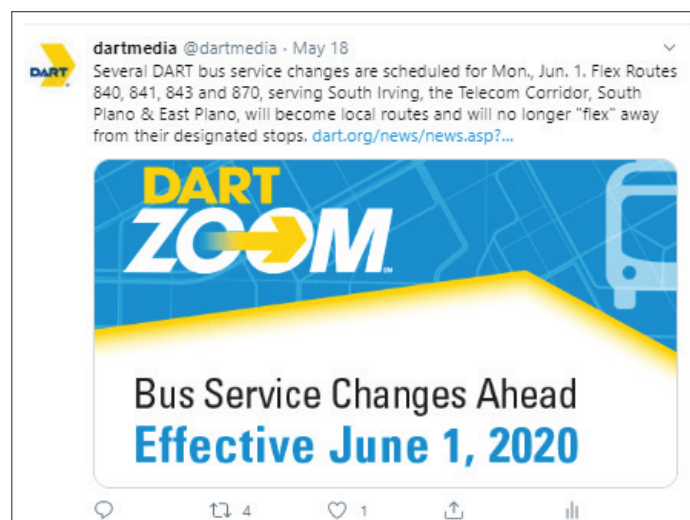 dartmedia @dartmedia · May 18
DART
Several DART bus service changes are scheduled for Mon., Jun. 1. Flex Routes
840, 841, 843 and 870, serving South Irving, the Telecom Corridor, South
Plano & East Plano, will become local routes and will no longer "flex" away
from their designated stops. dart.org/news/news.asp?...
DART
ZOOM
SM
Bus Service Changes Ahead
Effective June 1, 2020
4
1